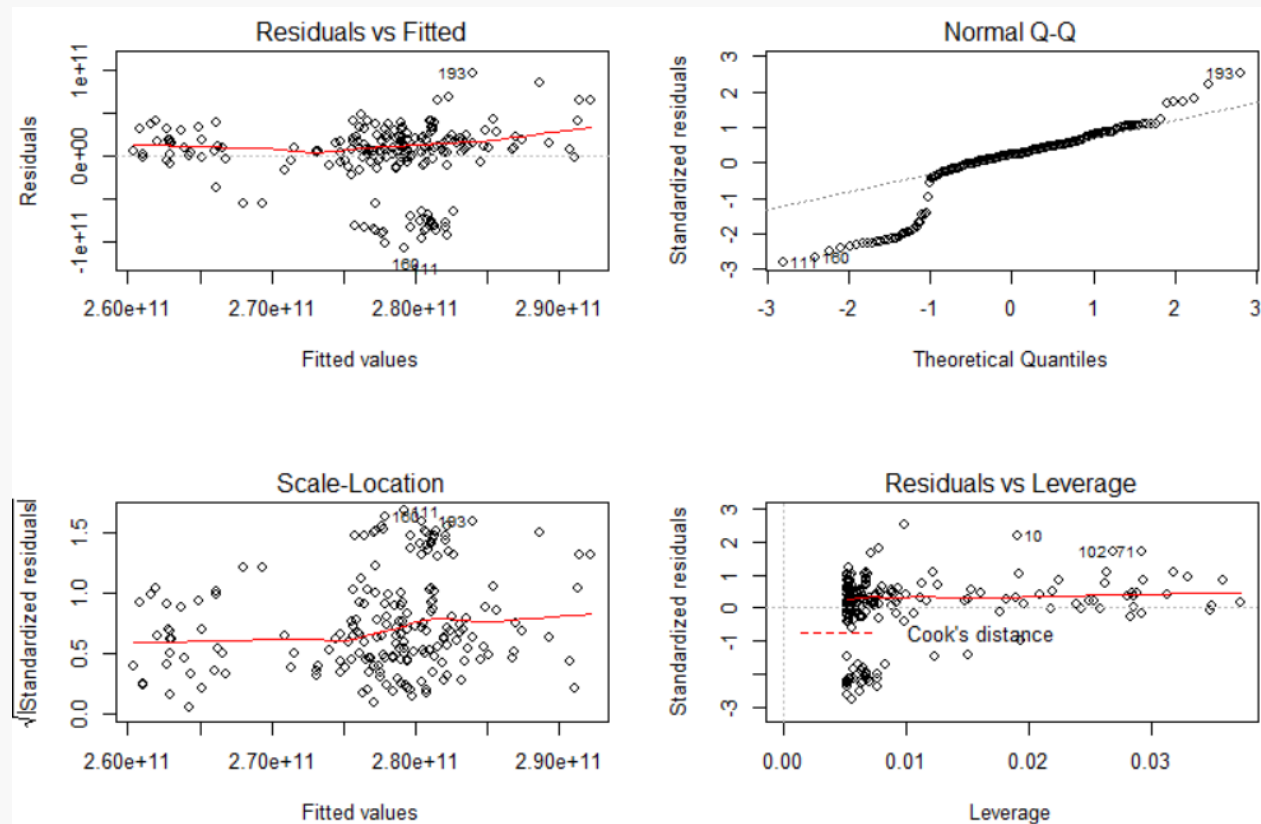 Residuals vs Fitted
Residuals
1e+11
0e+00
-1e+11
193
160
111
2.60e+11 2.70e+11 2.80e+11 2.90e+11
Fitted values
Normal Q-Q
Standardized residuals
3
2
1
0
-1
-2
-3
193
111 160
-3 -2 -1 0 1 2 3
Theoretical Quantiles
Scale-Location
√|Standardized residuals|
1.5
1.0
0.5
0.0
160 111 193
2.60e+11 2.70e+11 2.80e+11 2.90e+11
Fitted values
Residuals vs Leverage
Standardized residuals
3
2
1
0
-1
-3
10
102 71
Cook's distance
0.00 0.01 0.02 0.03
Leverage